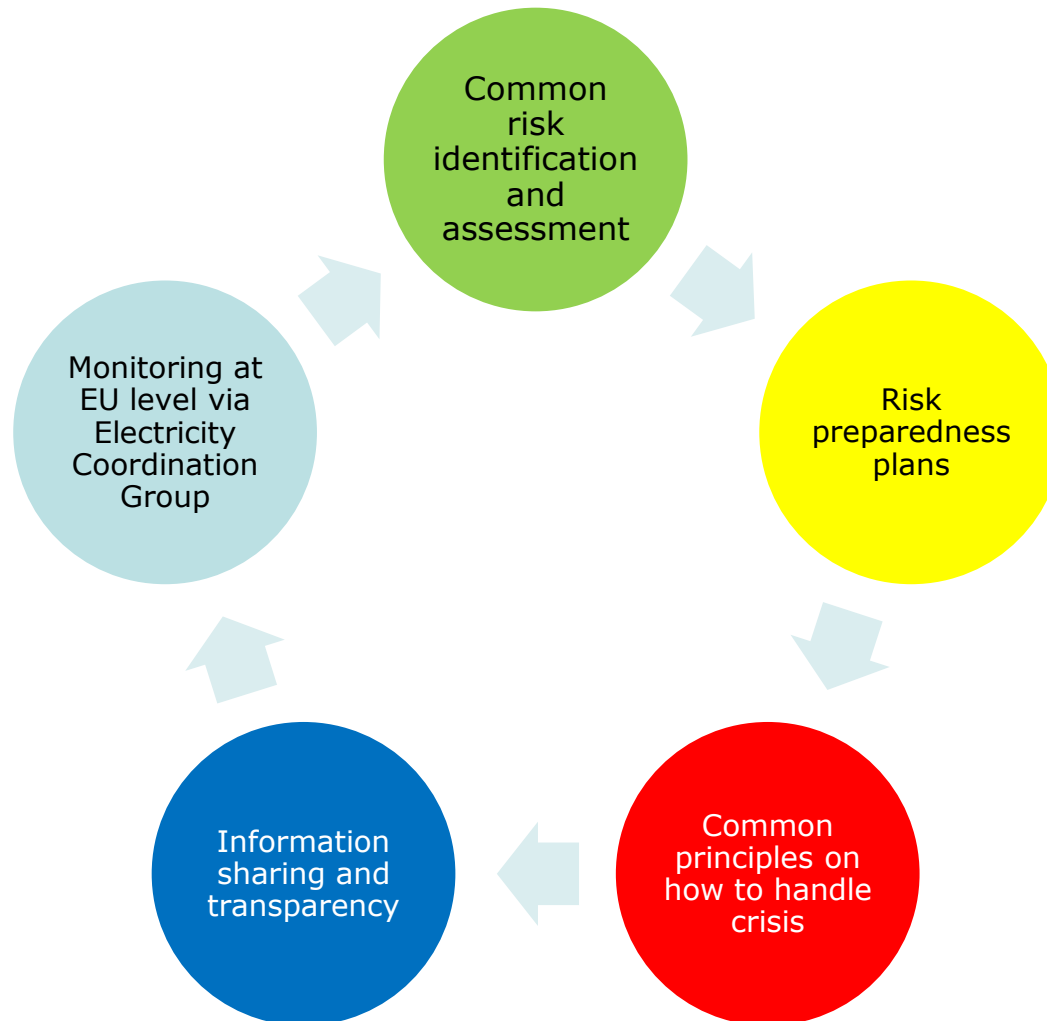 Common
risk
identification
and
assessment
Risk
preparedness
plans
Common
principles on
how to handle
crisis
Information
sharing and
transparency
Monitoring at
EU level via
Electricity
Coordination
Group